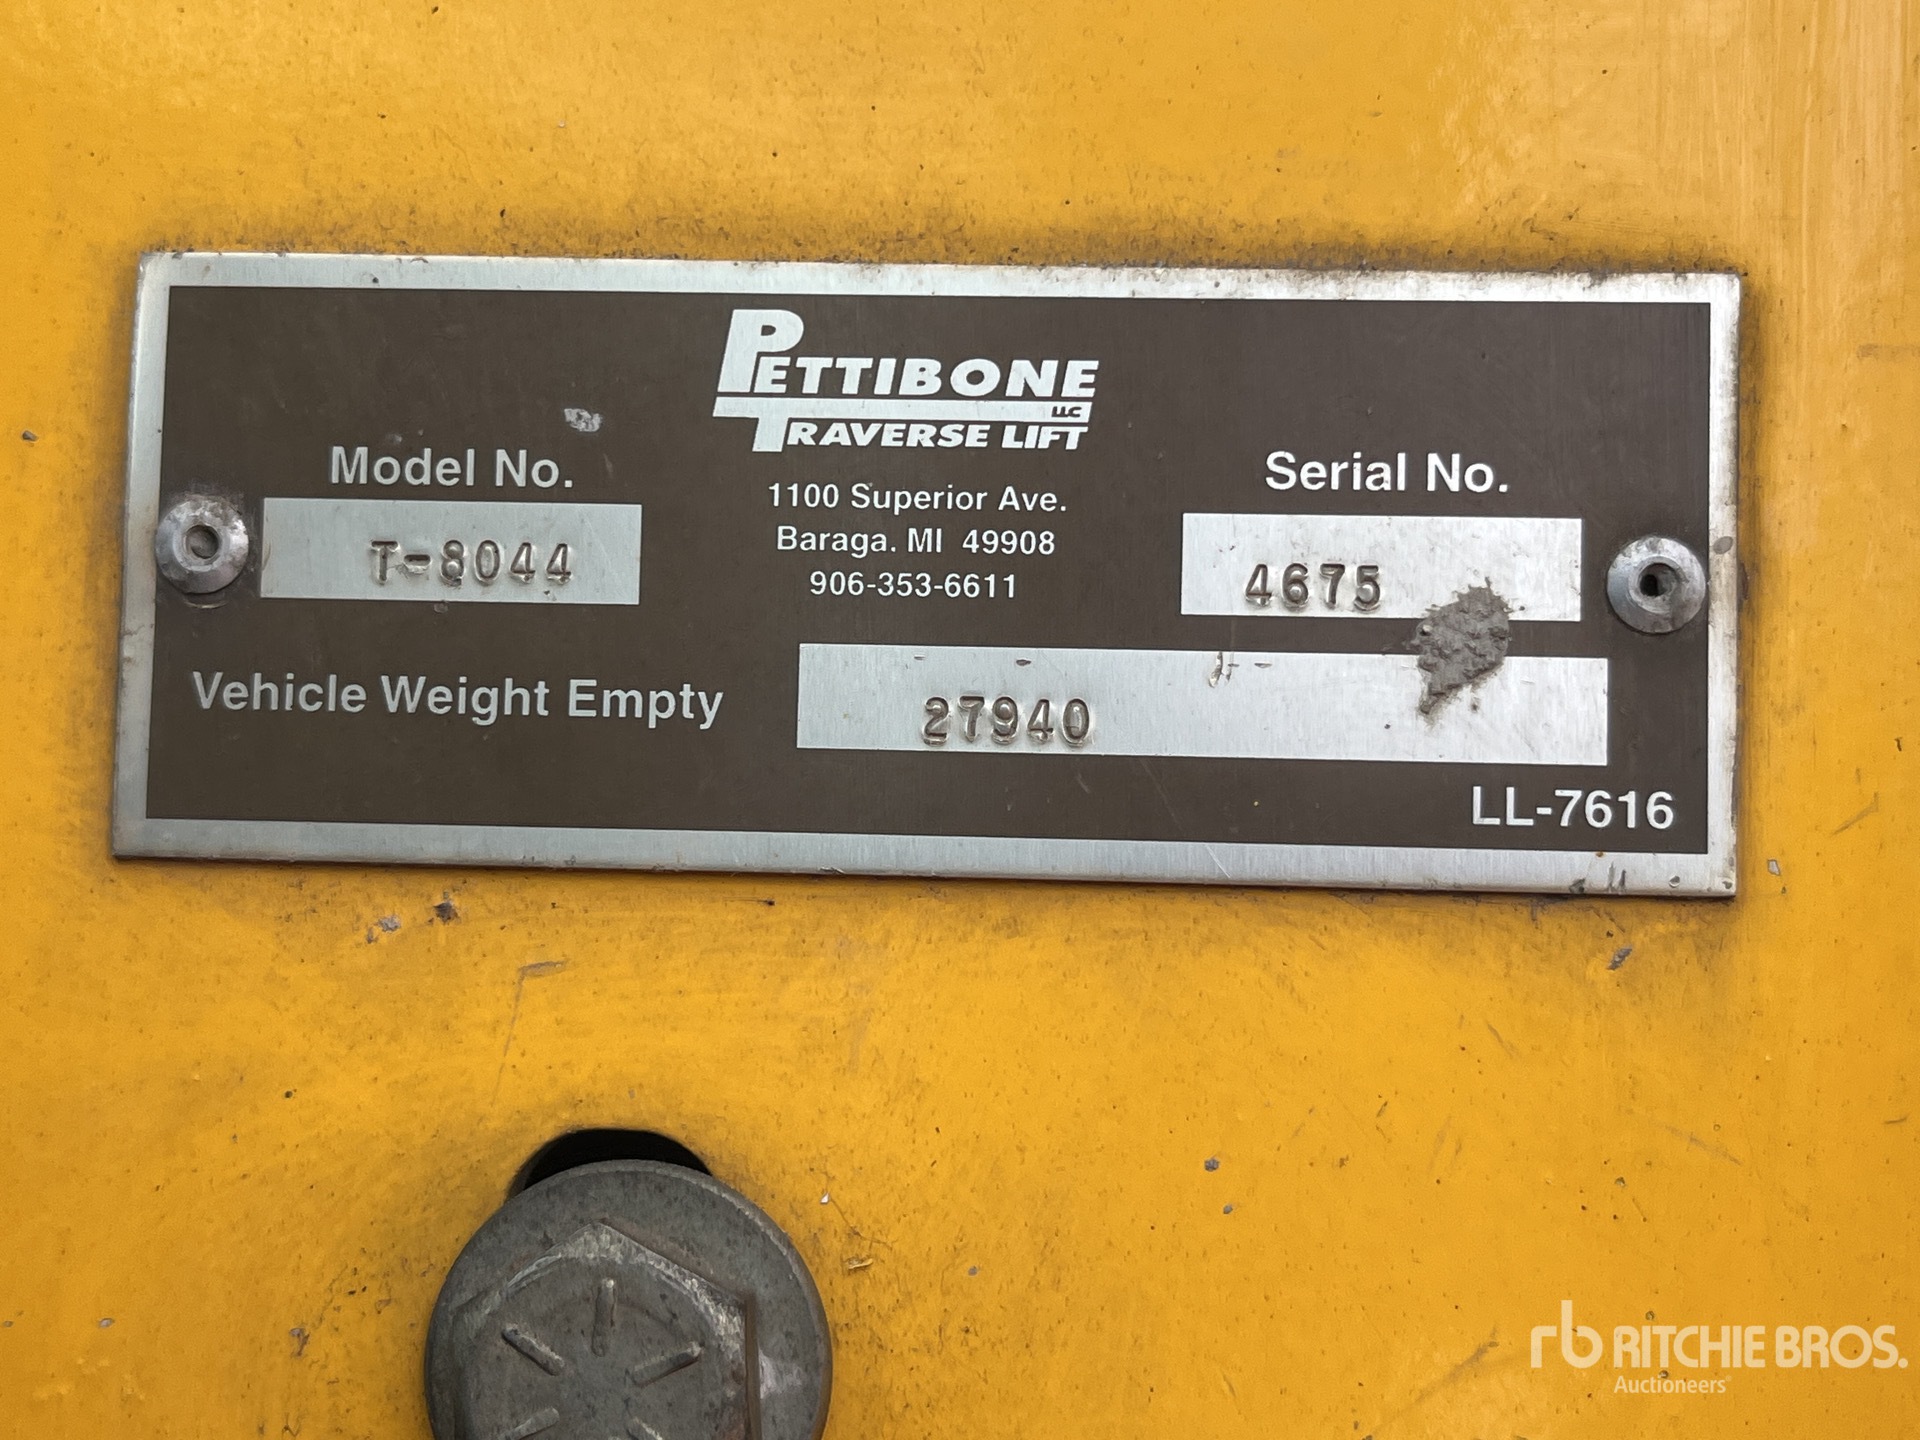 PETTIBONE
LLC
TRAVERSE LIFT
Model No.
T-8044
1100 Superior Ave.
Baraga. MI 49908
906-353-6611
Serial No.
4675
Vehicle Weight Empty
27940
LL-7616
rb RITCHIE BROS.
Auctioneers